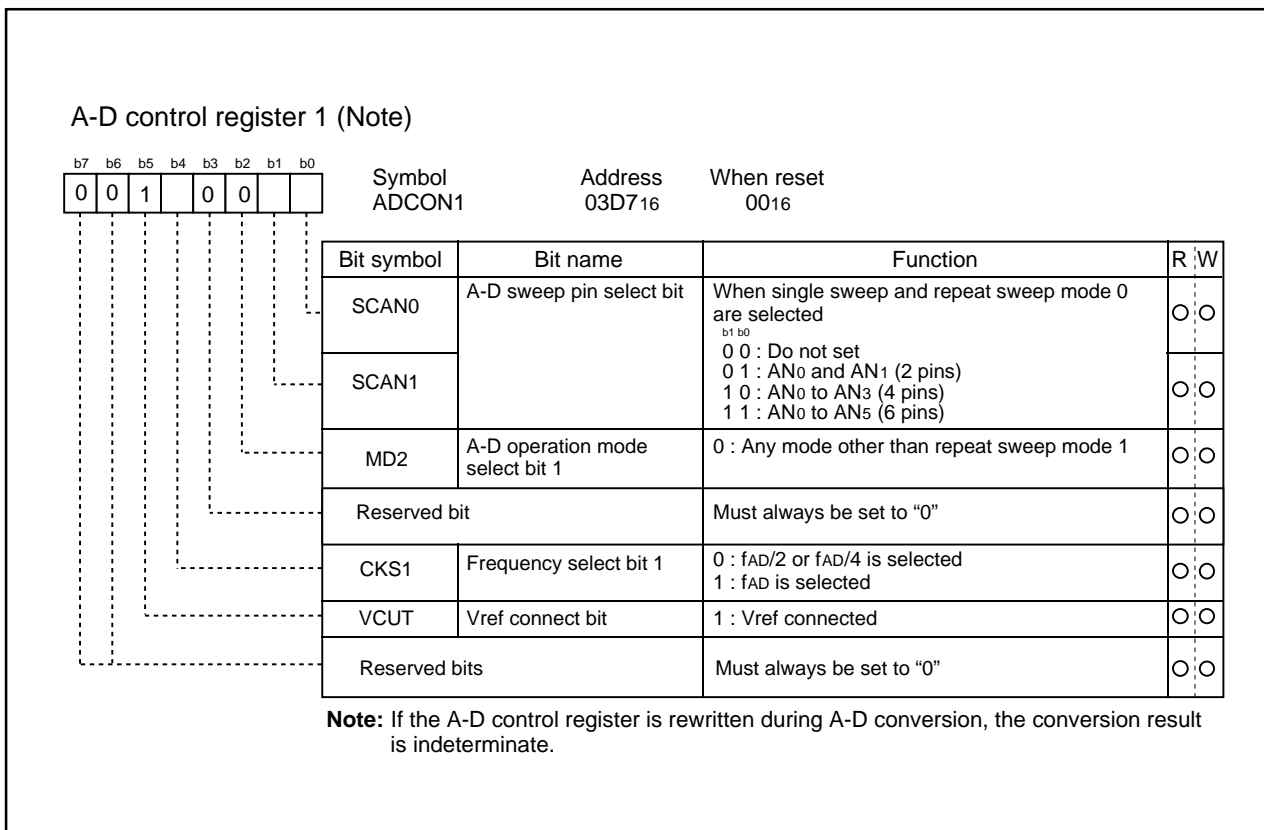 A-D control register 1 (Note)
b7 b6 b5 b4 b3 b2 b1 b0
0 0 1 0 0
Symbol Address When reset
ADCON1 03D716 0016
Bit symbol Bit name Function R W
SCAN0 A-D sweep pin select bit When single sweep and repeat sweep mode 0
are selected
b1 b0
0 0 : Do not set
0 1 : AN0 and AN1 (2 pins)
1 0 : AN0 to AN3 (4 pins)
1 1 : AN0 to AN5 (6 pins)
SCAN1
MD2 A-D operation mode
select bit 1 0 : Any mode other than repeat sweep mode 1
Reserved bit Must always be set to “0”
CKS1 Frequency select bit 1 0 : fAD/2 or fAD/4 is selected
1 : fAD is selected
VCUT Vref connect bit 1 : Vref connected
Reserved bits Must always be set to “0”
Note: If the A-D control register is rewritten during A-D conversion, the conversion result
is indeterminate.